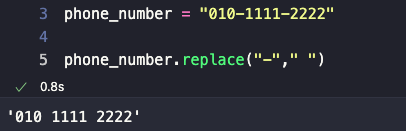 3 phone_number = "010-1111-2222"
4
5 phone_number.replace("-"," ")
✓ 0.8s
'010 1111 2222'